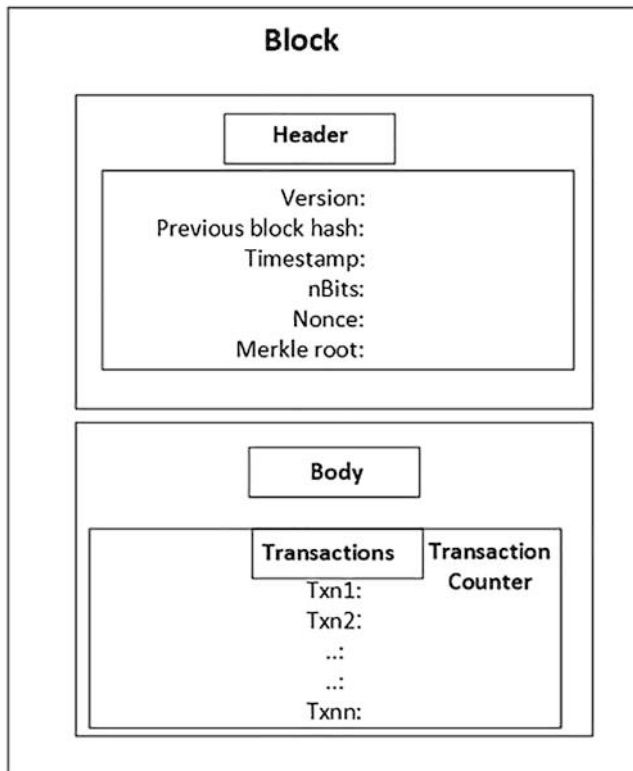 Block
Header
Version:
Previous block hash:
Timestamp:
nBits:
Nonce:
Merkle root:
Body
Transactions
Transaction
Counter
Txn1:
Txn2:
..:
..:
Txnn: